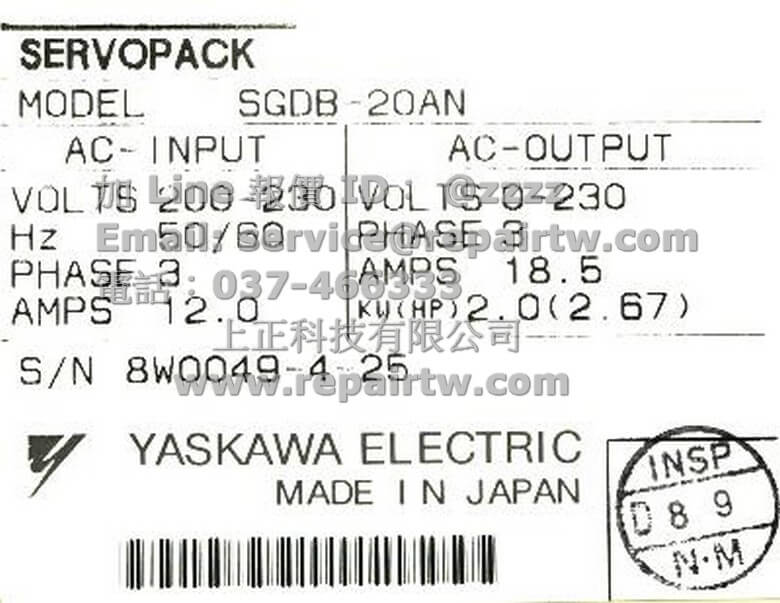 SERVOPACK
MODEL SGDB-20AN
AC-INPUT
VOLTS 200-230
Hz 50/60
PHASE 3
AMPS 12.0
AC-OUTPUT
VOLTS 0-230
PHASE 3
AMPS 18.5
KW(HP) 2.0(2.67)
S/N 8W0049-4-25
YASKAWA ELECTRIC
MADE IN JAPAN
INSP
D 8 9
N·M
加 Line 報價 ID： @zzzz
Email: service@repairtw.com
電話：037-466333
上正科技有限公司
www.repairtw.com